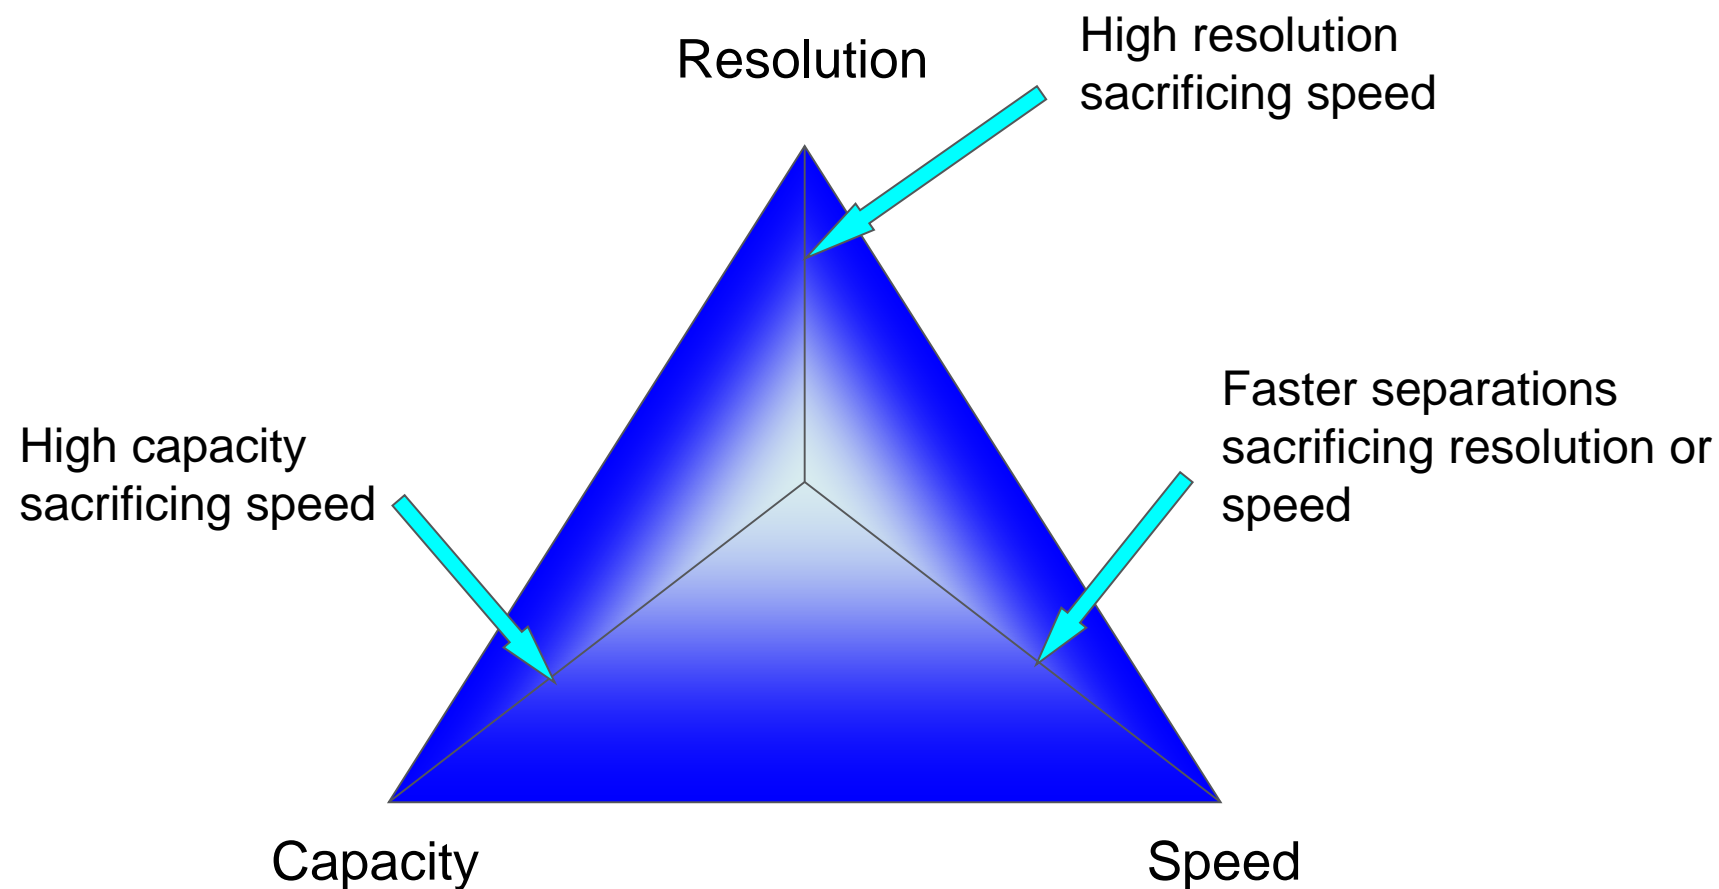 Resolution
High resolution
sacrificing speed
Faster separations
sacrificing resolution or
speed
High capacity
sacrificing speed
Capacity
Speed